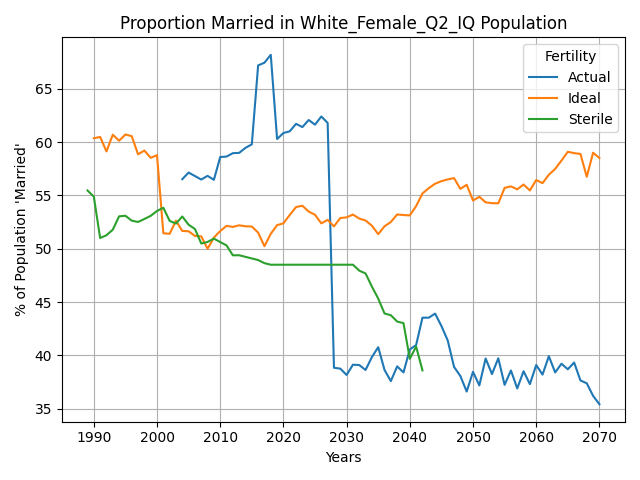 Proportion Married in White_Female_Q2_IQ Population
% of Population 'Married'
65
60
55
50
45
40
35
Fertility
Actual
Ideal
Sterile
1990 2000 2010 2020 2030 2040 2050 2060 2070
Years